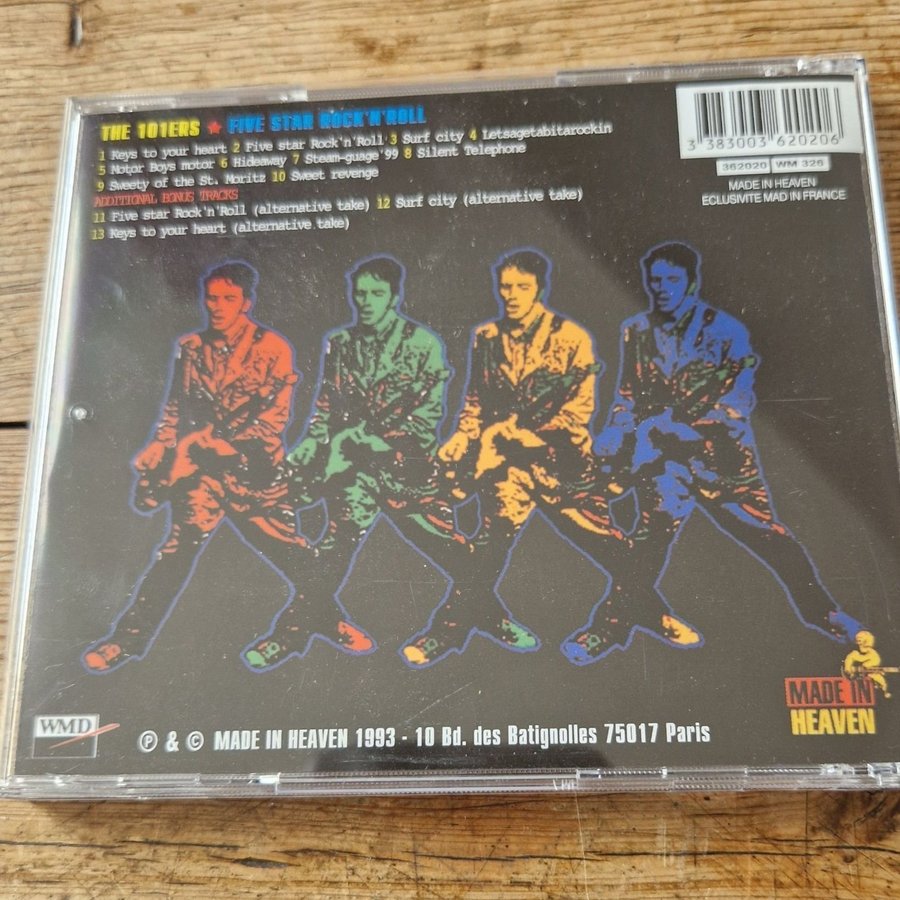 THE 101ERS ★ FIVE STAR ROCK'N'ROLL
1 Keys to your heart 2 Five star Rock'n'Roll 3 Surf city 4 Letsagetabitarockin
5 Motor Boys motor 6 Hideaway 7 Steam-guage'99 8 Silent Telephone
9 Sweety of the St. Moritz 10 Sweet revenge
ADDITIONAL BONUS TRACKS
11 Five star Rock'n'Roll (alternative take) 12 Surf city (alternative take)
13 Keys to your heart (alternative take)
3 383003 620206
362020 WM 326
MADE IN HEAVEN
ECLUSIVITE MAD IN FRANCE
MADE IN
HEAVEN
WMD
Ⓟ & © MADE IN HEAVEN 1993 - 10 Bd. des Batignolles 75017 Paris